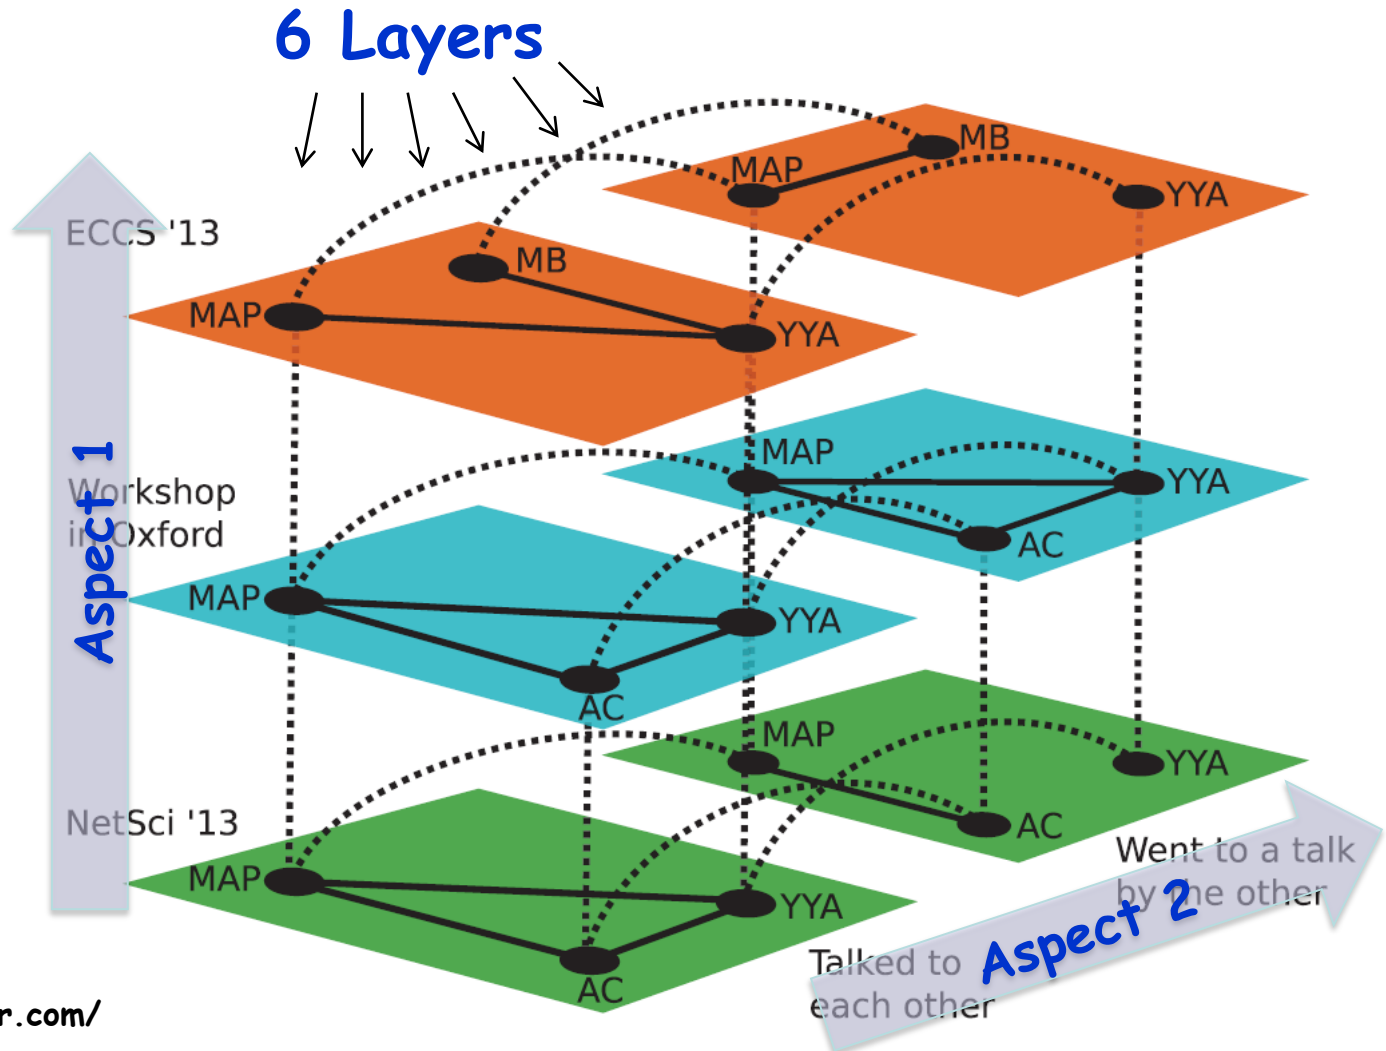 6 Layers
MB
MAP
YYA
ECCS '13
MB
MAP
YYA
Aspect 1
MAP
YYA
AC
Workshop
in Oxford
MAP
YYA
AC
MAP
YYA
AC
NetSci '13
MAP
YYA
AC
Went to a talk
by the other
Aspect 2
Talked to
each other
r.com/